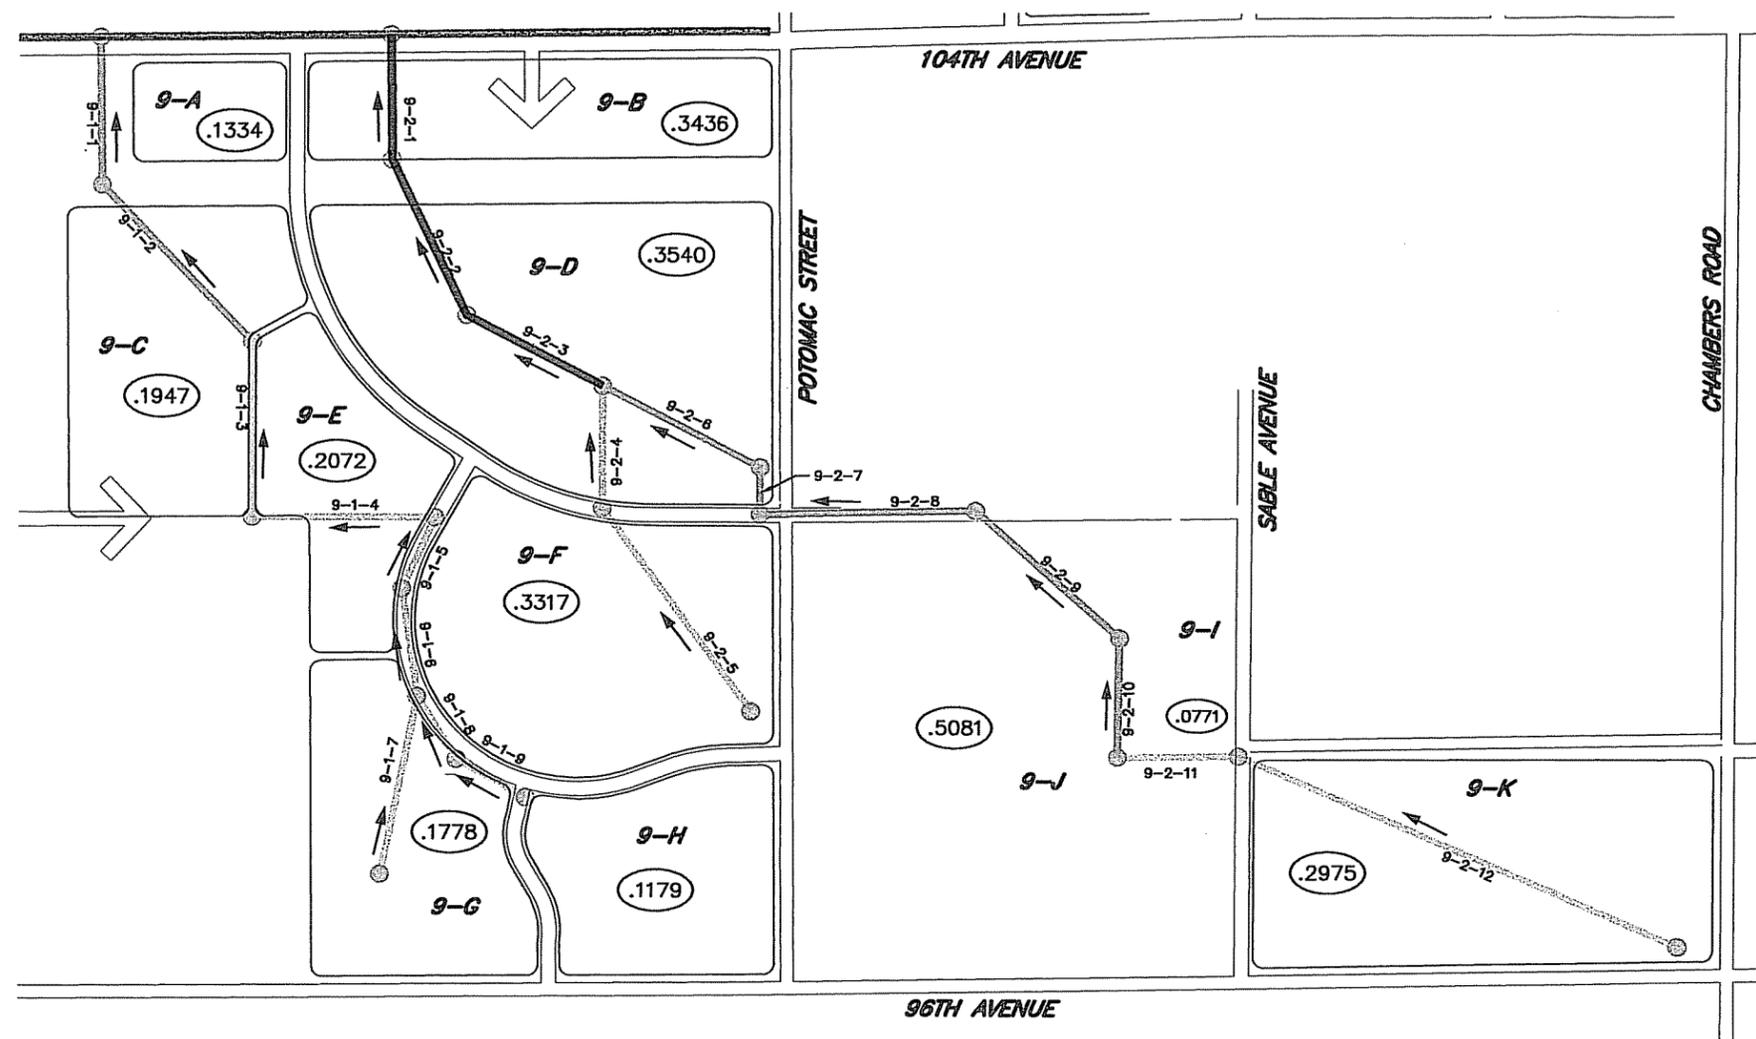 104TH AVENUE
9-A
.1334
9-1-1
9-2-1
9-B
.3436
9-1-2
9-2-2
9-D
.3540
POTOMAC STREET
CHAMBERS ROAD
9-C
.1947
9-1-3
9-E
.2072
9-2-3
9-2-6
9-2-4
9-2-7
9-2-8
SABLE AVENUE
9-1-4
9-1-5
9-F
.3317
9-2-9
9-I
9-1-6
9-2-5
9-2-10
.0771
.5081
9-1-8
9-1-9
9-1-7
9-2-11
9-J
9-K
.1778
9-H
.1179
9-G
.2975
9-2-12
96TH AVENUE